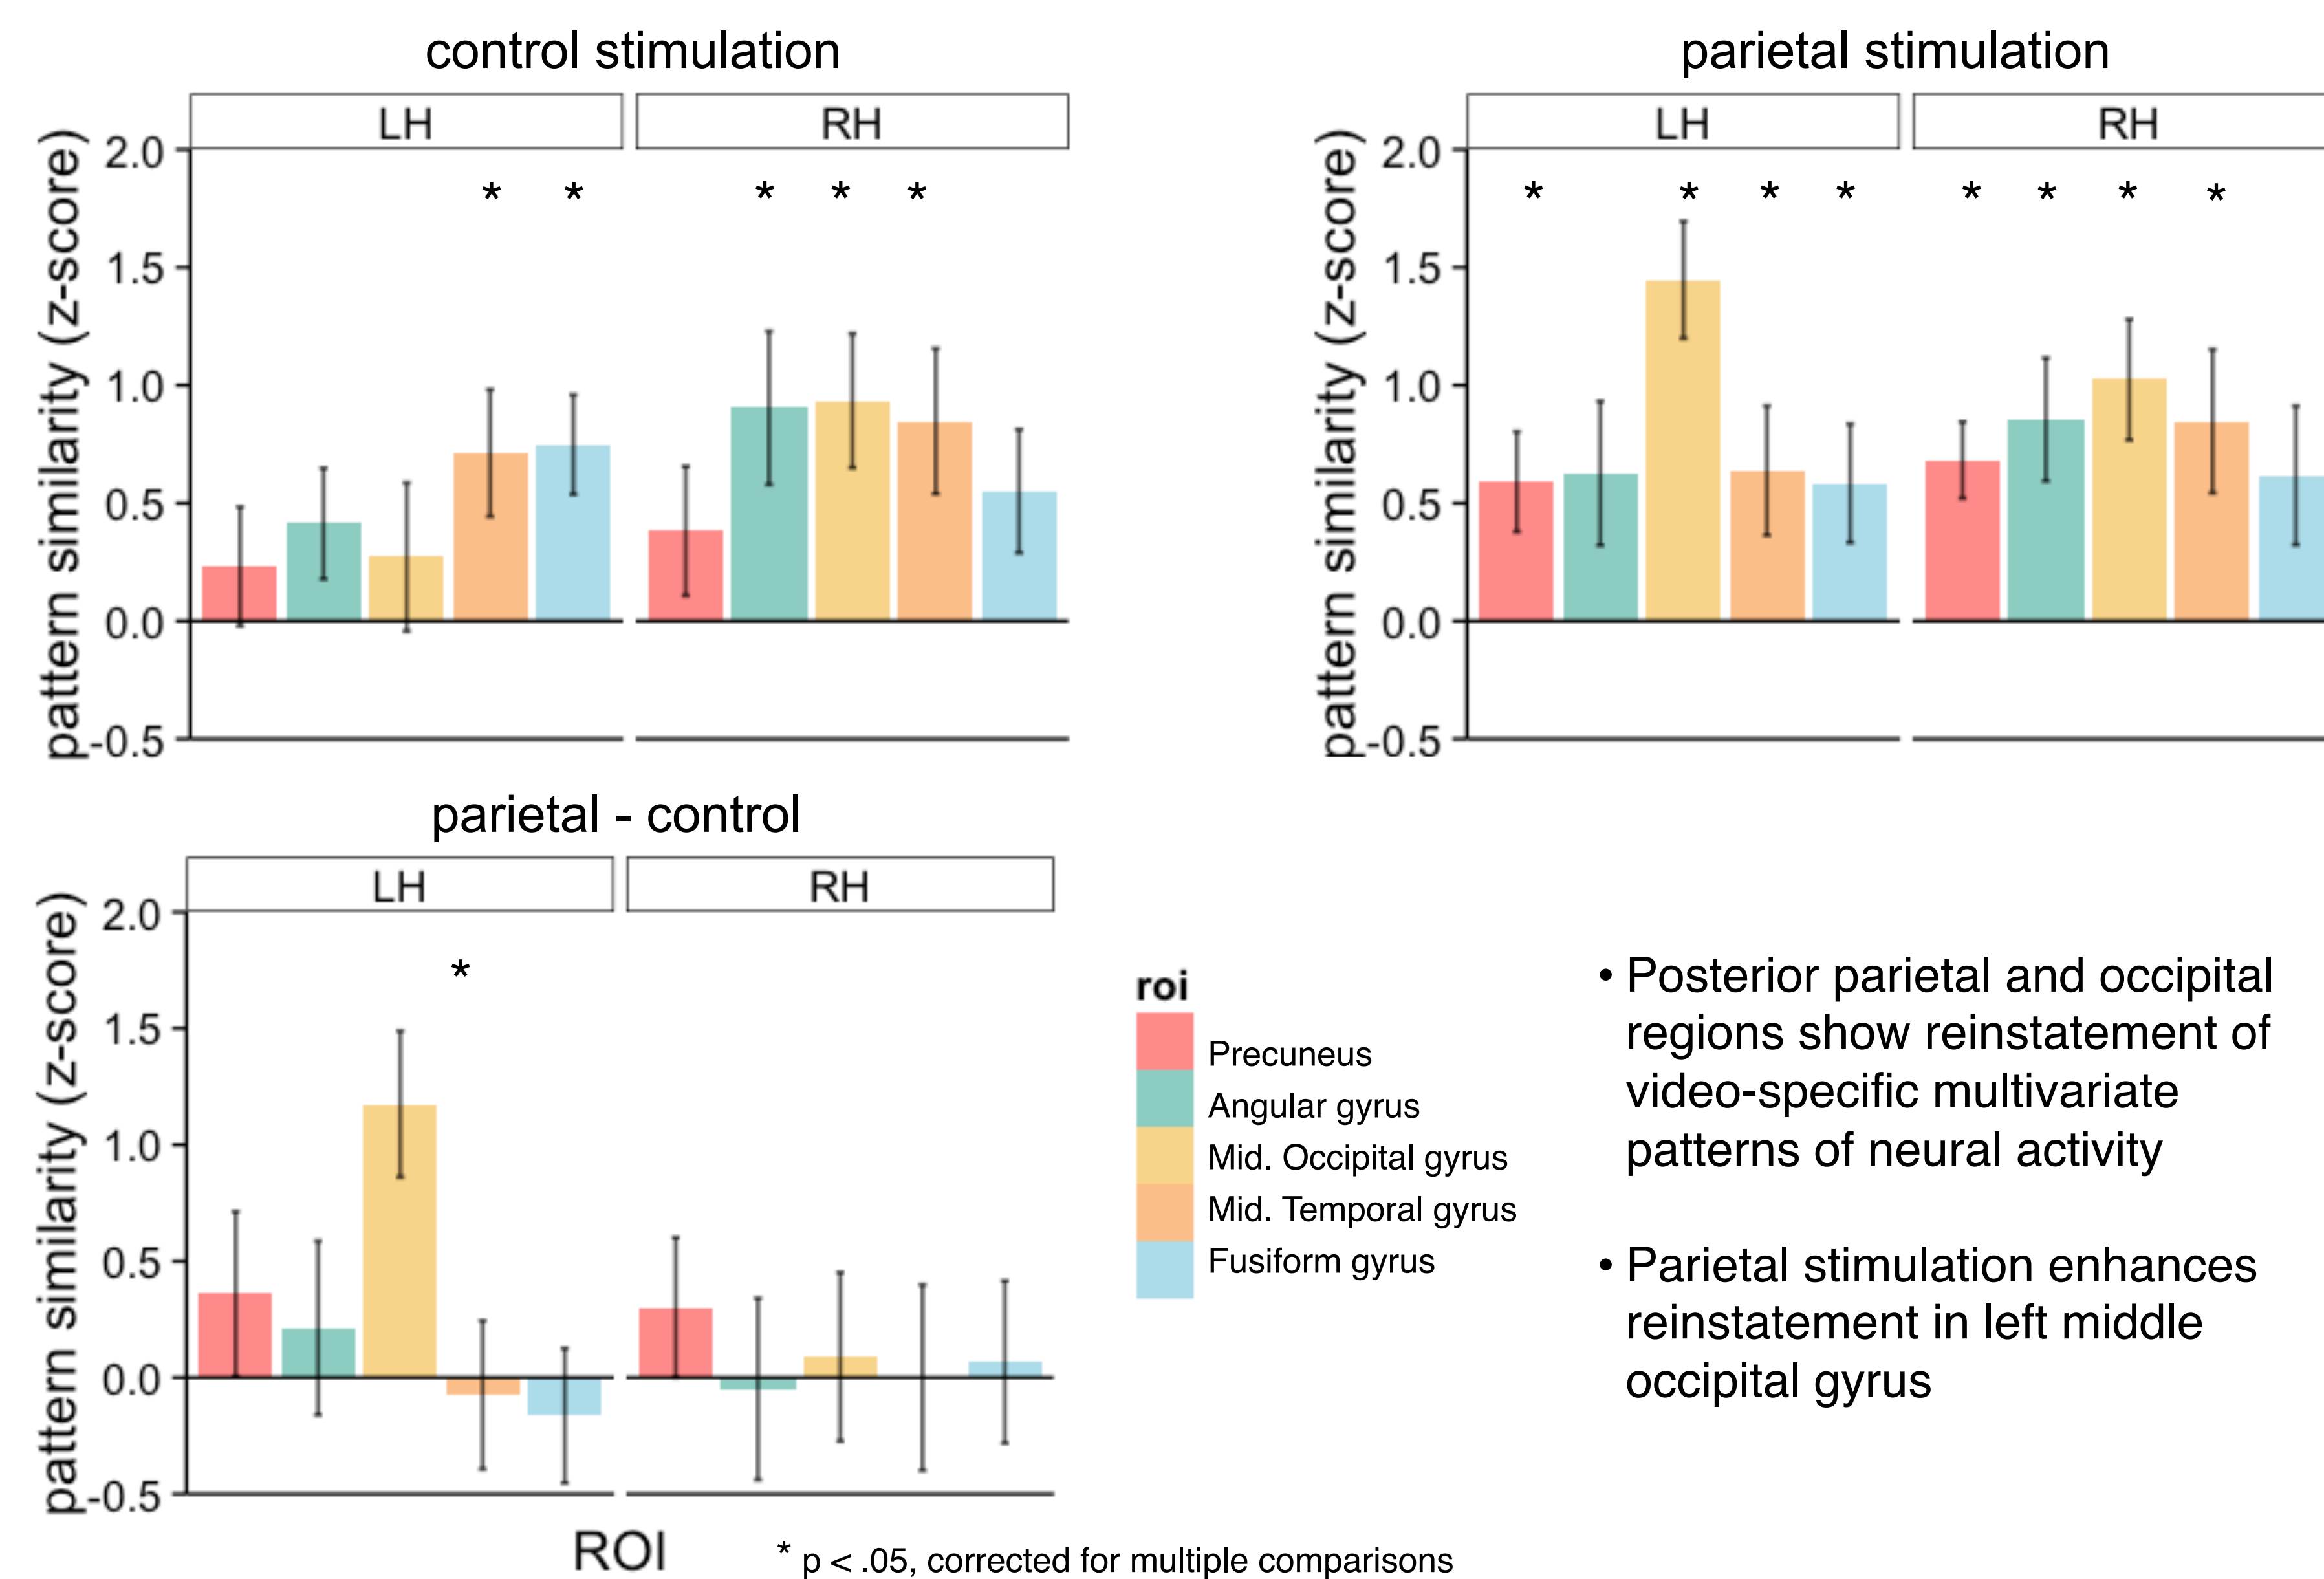 control stimulation
LH
RH
pattern similarity (z-score)
2.0
* * * * *
1.5
1.0
0.5
0.0
-0.5
parietal stimulation
LH
RH
pattern similarity (z-score)
2.0
* * * * * * * *
1.5
1.0
0.5
0.0
-0.5
parietal - control
LH
RH
pattern similarity (z-score)
2.0
*
1.5
1.0
0.5
0.0
-0.5
ROI
* p < .05, corrected for multiple comparisons
roi
Precuneus
Angular gyrus
Mid. Occipital gyrus
Mid. Temporal gyrus
Fusiform gyrus
• Posterior parietal and occipital
regions show reinstatement of
video-specific multivariate
patterns of neural activity
• Parietal stimulation enhances
reinstatement in left middle
occipital gyrus